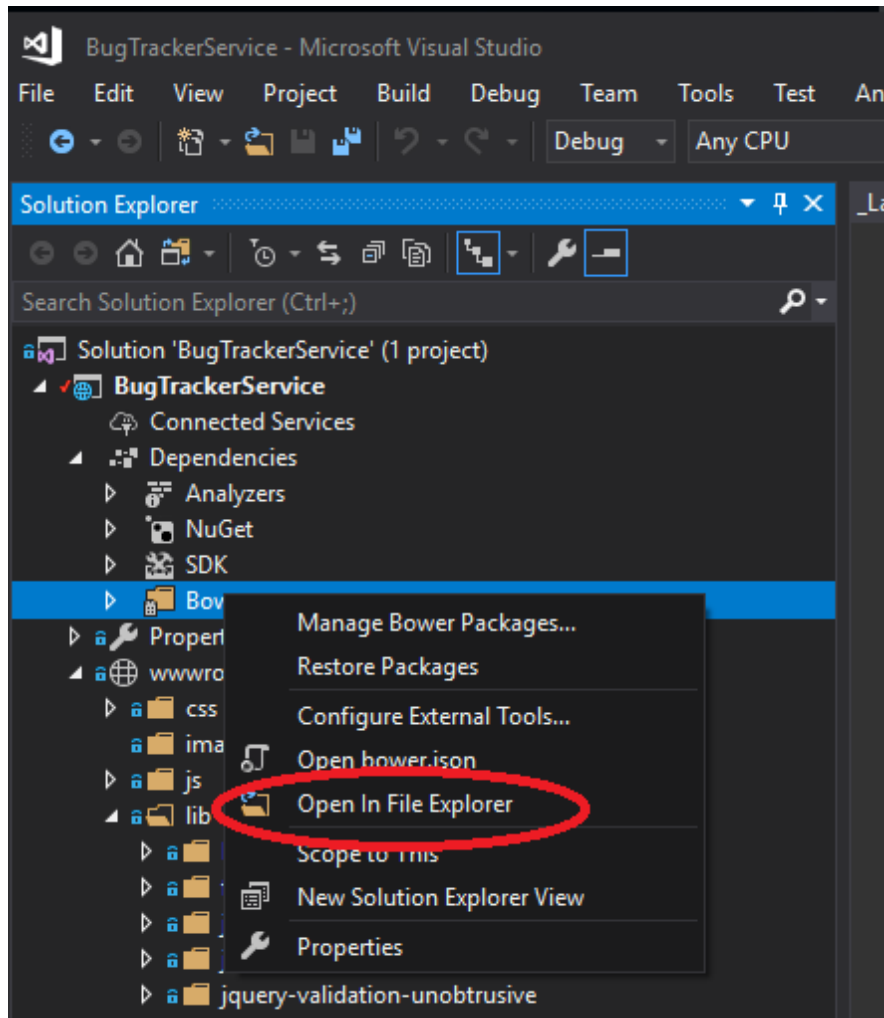 BugTrackerService - Microsoft Visual Studio
File Edit View Project Build Debug Team Tools Test An
Debug Any CPU
Solution Explorer
_La
Search Solution Explorer (Ctrl+;)
Solution 'BugTrackerService' (1 project)
BugTrackerService
Connected Services
Dependencies
Analyzers
NuGet
SDK
Bow
Manage Bower Packages...
Propert
Restore Packages
wwwro
css
Configure External Tools...
ima
Open bower.json
js
Open In File Explorer
lib
Scope to This
New Solution Explorer View
Properties
jquery-validation-unobtrusive